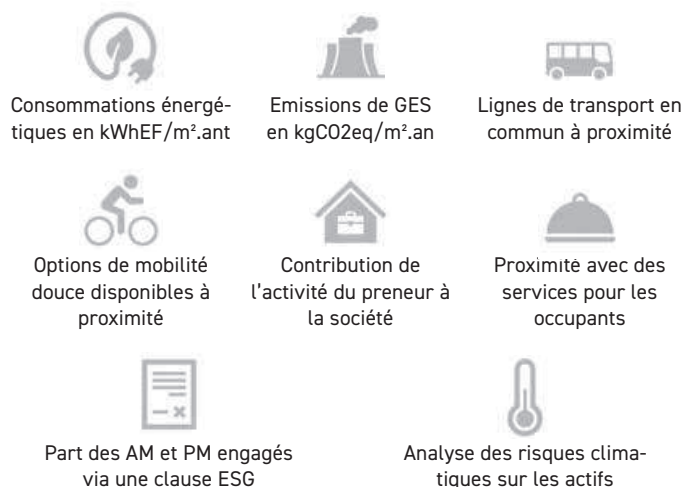 Consommations énergé-
tiques en kWhEF/m².ant
Emissions de GES
en kgCO2eq/m².an
Lignes de transport en
commun à proximité
Options de mobilité
douce disponibles à
proximité
Contribution de
l'activité du preneur à
la société
Proximité avec des
services pour les
occupants
Part des AM et PM engagés
via une clause ESG
Analyse des risques clima-
tiques sur les actifs